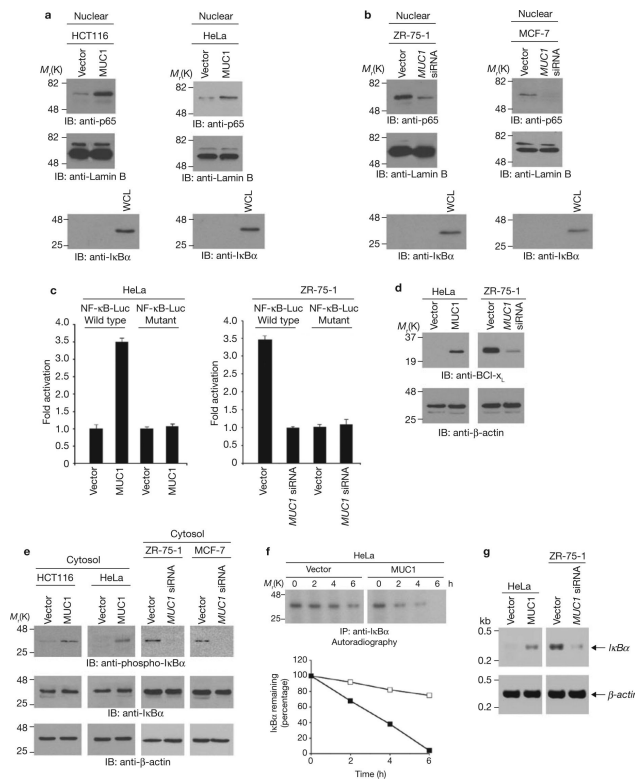 a
Nuclear Nuclear
HCT116 HeLa
Vector MUC1 Vector MUC1
Mr(K)
82 82
48 48
IB: anti-p65 IB: anti-p65
82 82
48 48
IB: anti-Lamin B IB: anti-Lamin B
WCL WCL
48 48
25 25
IB: anti-IκBα IB: anti-IκBα
b
Nuclear Nuclear
ZR-75-1 MCF-7
Vector MUC1 siRNA Vector MUC1 siRNA
Mr(K)
82 82
48 48
IB: anti-p65 IB: anti-p65
82 82
48 48
IB: anti-Lamin B IB: anti-Lamin B
WCL WCL
48 48
25 25
IB: anti-IκBα IB: anti-IκBα
c
HeLa
NF-κB-Luc NF-κB-Luc
Wild type Mutant
Fold activation
4.0
3.5
3.0
2.5
2.0
1.5
1.0
0.5
0
Vector MUC1 Vector MUC1
ZR-75-1
NF-κB-Luc NF-κB-Luc
Wild type Mutant
Fold activation
4.0
3.5
3.0
2.5
2.0
1.5
1.0
0.5
0
Vector MUC1 siRNA Vector MUC1 siRNA
d
HeLa ZR-75-1
Vector MUC1 Vector MUC1 siRNA
Mr(K)
37
19
IB: anti-BCl-xL
48
25
IB: anti-β-actin
e
Cytosol Cytosol
HCT116 HeLa ZR-75-1 MCF-7
Vector MUC1 Vector MUC1 Vector MUC1 siRNA Vector MUC1 siRNA
Mr(K)
48
25
IB: anti-phospho-IκBα
48
25
IB: anti-IκBα
48
25
IB: anti-β-actin
f
HeLa
Vector MUC1
Mr(K) 0 2 4 6 0 2 4 6 h
48
25
IP: anti-IκBα
Autoradiography
IκBα remaining
(percentage)
120
100
80
60
40
20
0
0 2 4 6
Time (h)
g
HeLa ZR-75-1
Vector MUC1 Vector MUC1 siRNA
kb
0.5
0.2
IκBα
0.5
0.2
β-actin